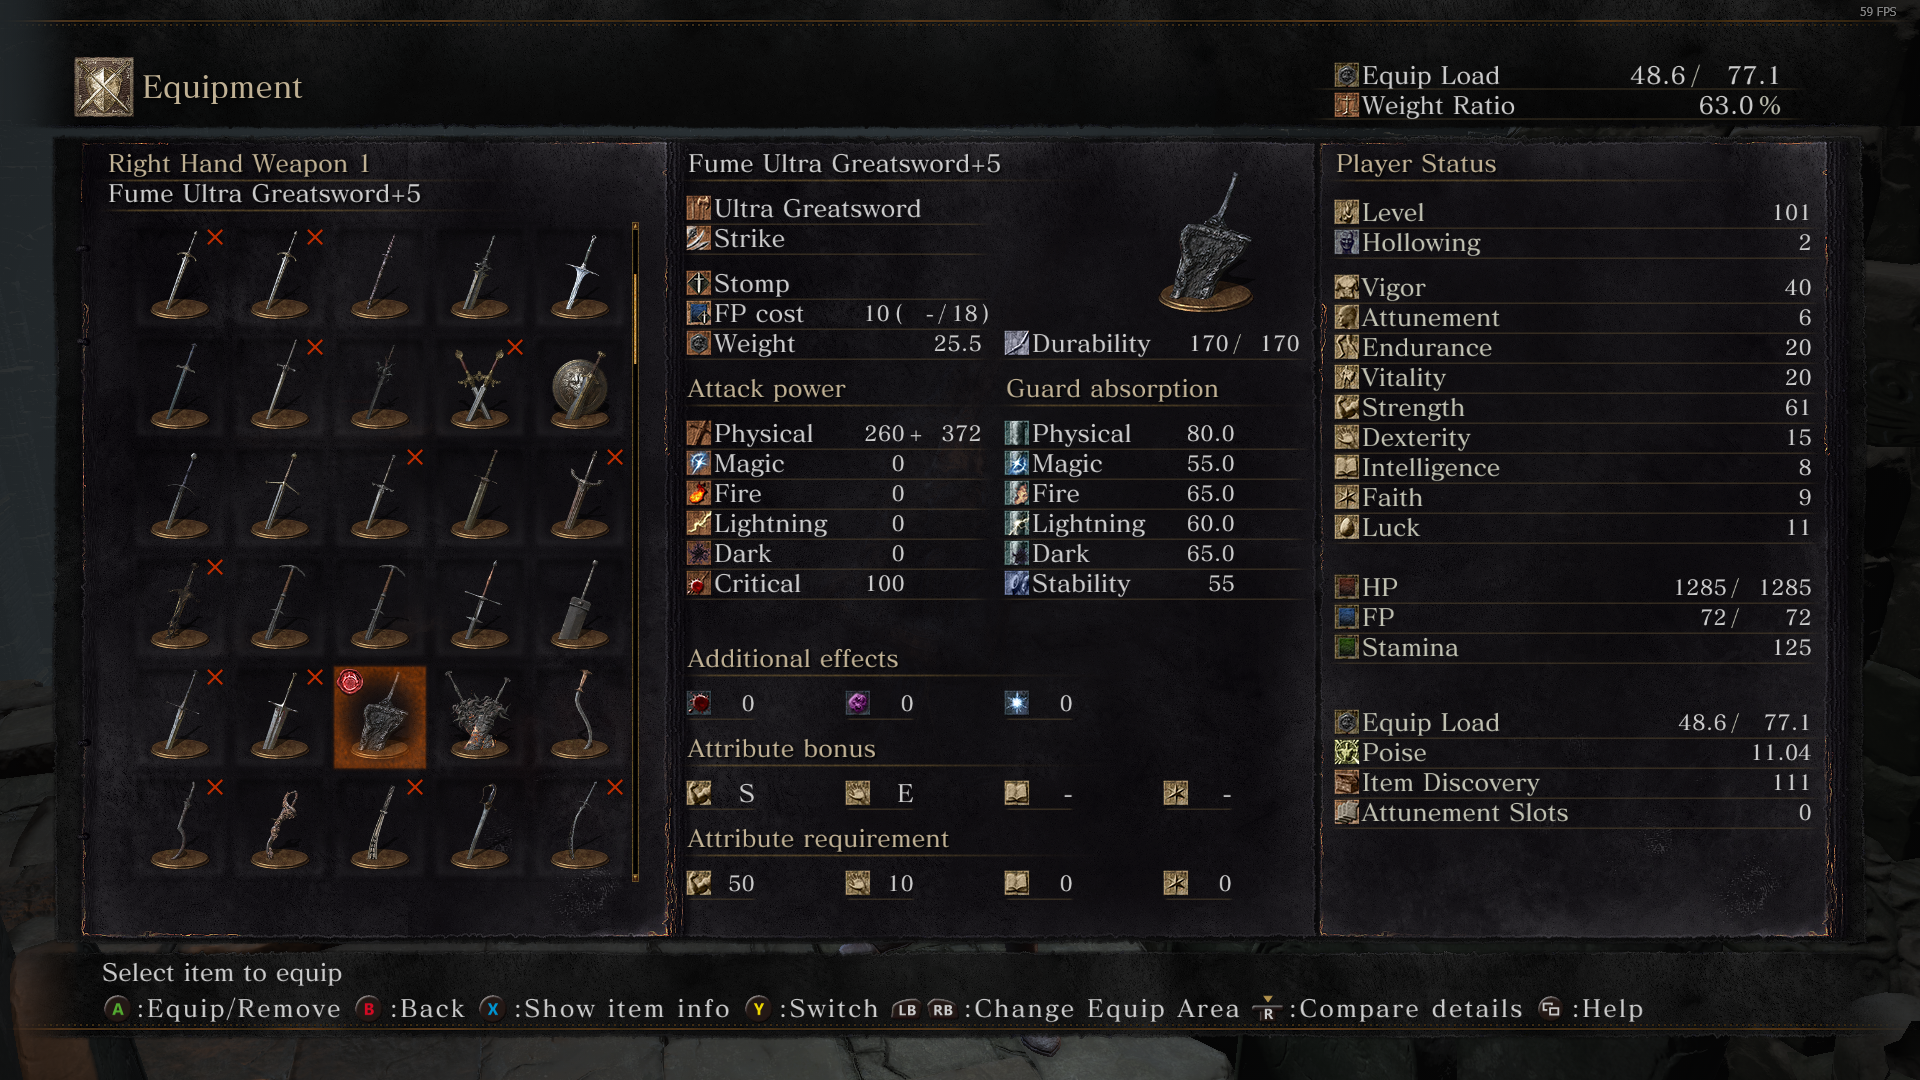 59 FPS
Equipment
Equip Load 48.6/ 77.1
Weight Ratio 63.0%
Right Hand Weapon 1
Fume Ultra Greatsword+5
Fume Ultra Greatsword+5
Ultra Greatsword
Strike
Stomp
FP cost 10( -/18)
Weight 25.5 Durability 170/ 170
Attack power
Physical 260+ 372
Magic 0
Fire 0
Lightning 0
Dark 0
Critical 100
Guard absorption
Physical 80.0
Magic 55.0
Fire 65.0
Lightning 60.0
Dark 65.0
Stability 55
Additional effects
0 0 0
Attribute bonus
S E - -
Attribute requirement
50 10 0 0
Player Status
Level 101
Hollowing 2
Vigor 40
Attunement 6
Endurance 20
Vitality 20
Strength 61
Dexterity 15
Intelligence 8
Faith 9
Luck 11
HP 1285/ 1285
FP 72/ 72
Stamina 125
Equip Load 48.6/ 77.1
Poise 11.04
Item Discovery 111
Attunement Slots 0
Select item to equip
A :Equip/Remove B :Back X :Show item info Y :Switch LB RB :Change Equip Area R :Compare details :Help